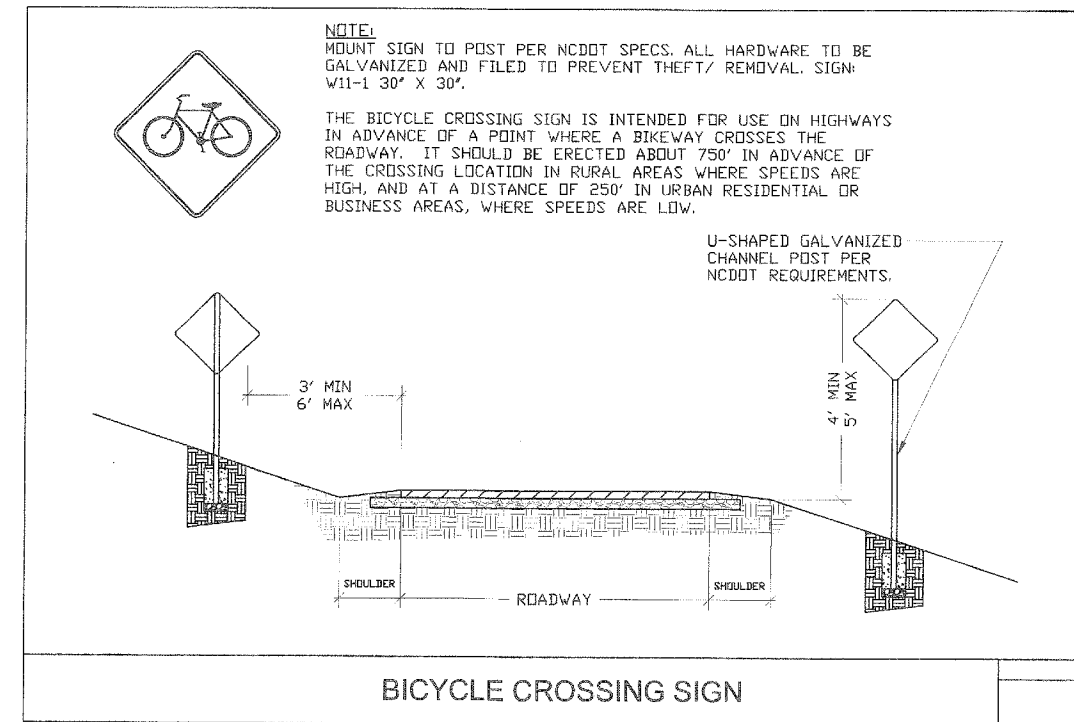 NOTE:
MOUNT SIGN TO POST PER NCDOT SPECS. ALL HARDWARE TO BE
GALVANIZED AND FILED TO PREVENT THEFT/ REMOVAL. SIGN:
W11-1 30" X 30".
THE BICYCLE CROSSING SIGN IS INTENDED FOR USE ON HIGHWAYS
IN ADVANCE OF A POINT WHERE A BIKEWAY CROSSES THE
ROADWAY. IT SHOULD BE ERECTED ABOUT 750' IN ADVANCE OF
THE CROSSING LOCATION IN RURAL AREAS WHERE SPEEDS ARE
HIGH, AND AT A DISTANCE OF 250' IN URBAN RESIDENTIAL OR
BUSINESS AREAS, WHERE SPEEDS ARE LOW.
U-SHAPED GALVANIZED
CHANNEL POST PER
NCDOT REQUIREMENTS.
3' MIN
6' MAX
4' MIN
5' MAX
SHOULDER
ROADWAY
SHOULDER
BICYCLE CROSSING SIGN